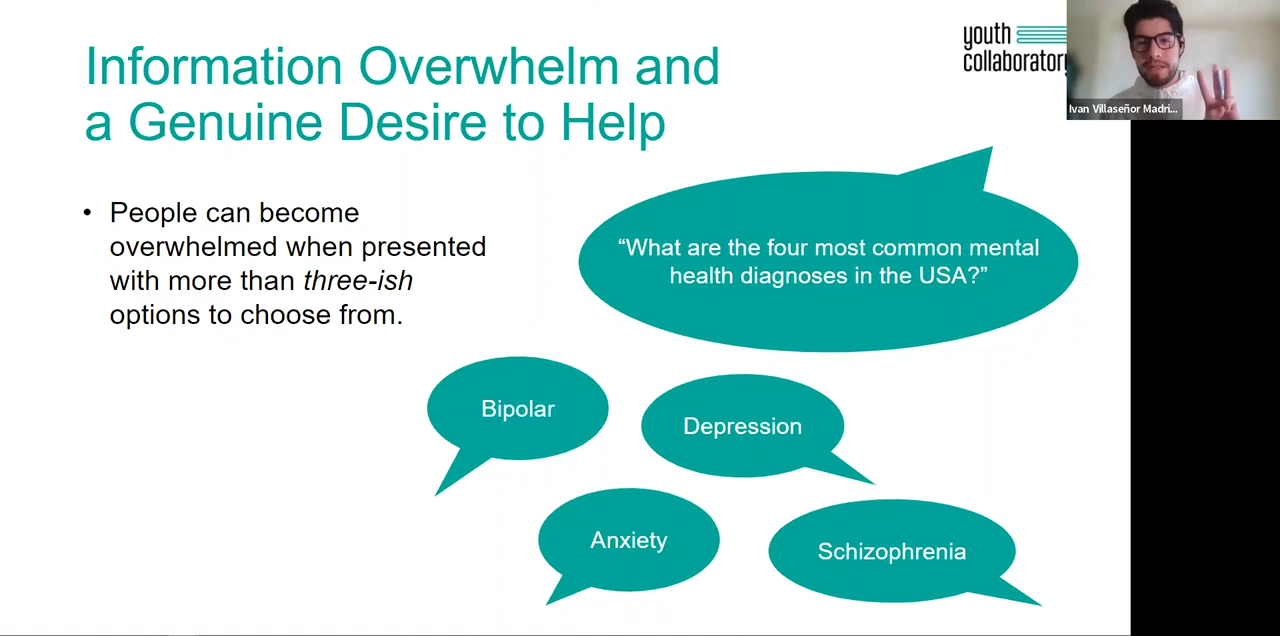 Information Overwhelm and
a Genuine Desire to Help
youth
collaboratory
Ivan Villaseñor Madri...
• People can become
overwhelmed when presented
with more than three-ish
options to choose from.
“What are the four most common mental
health diagnoses in the USA?”
Bipolar
Depression
Anxiety
Schizophrenia